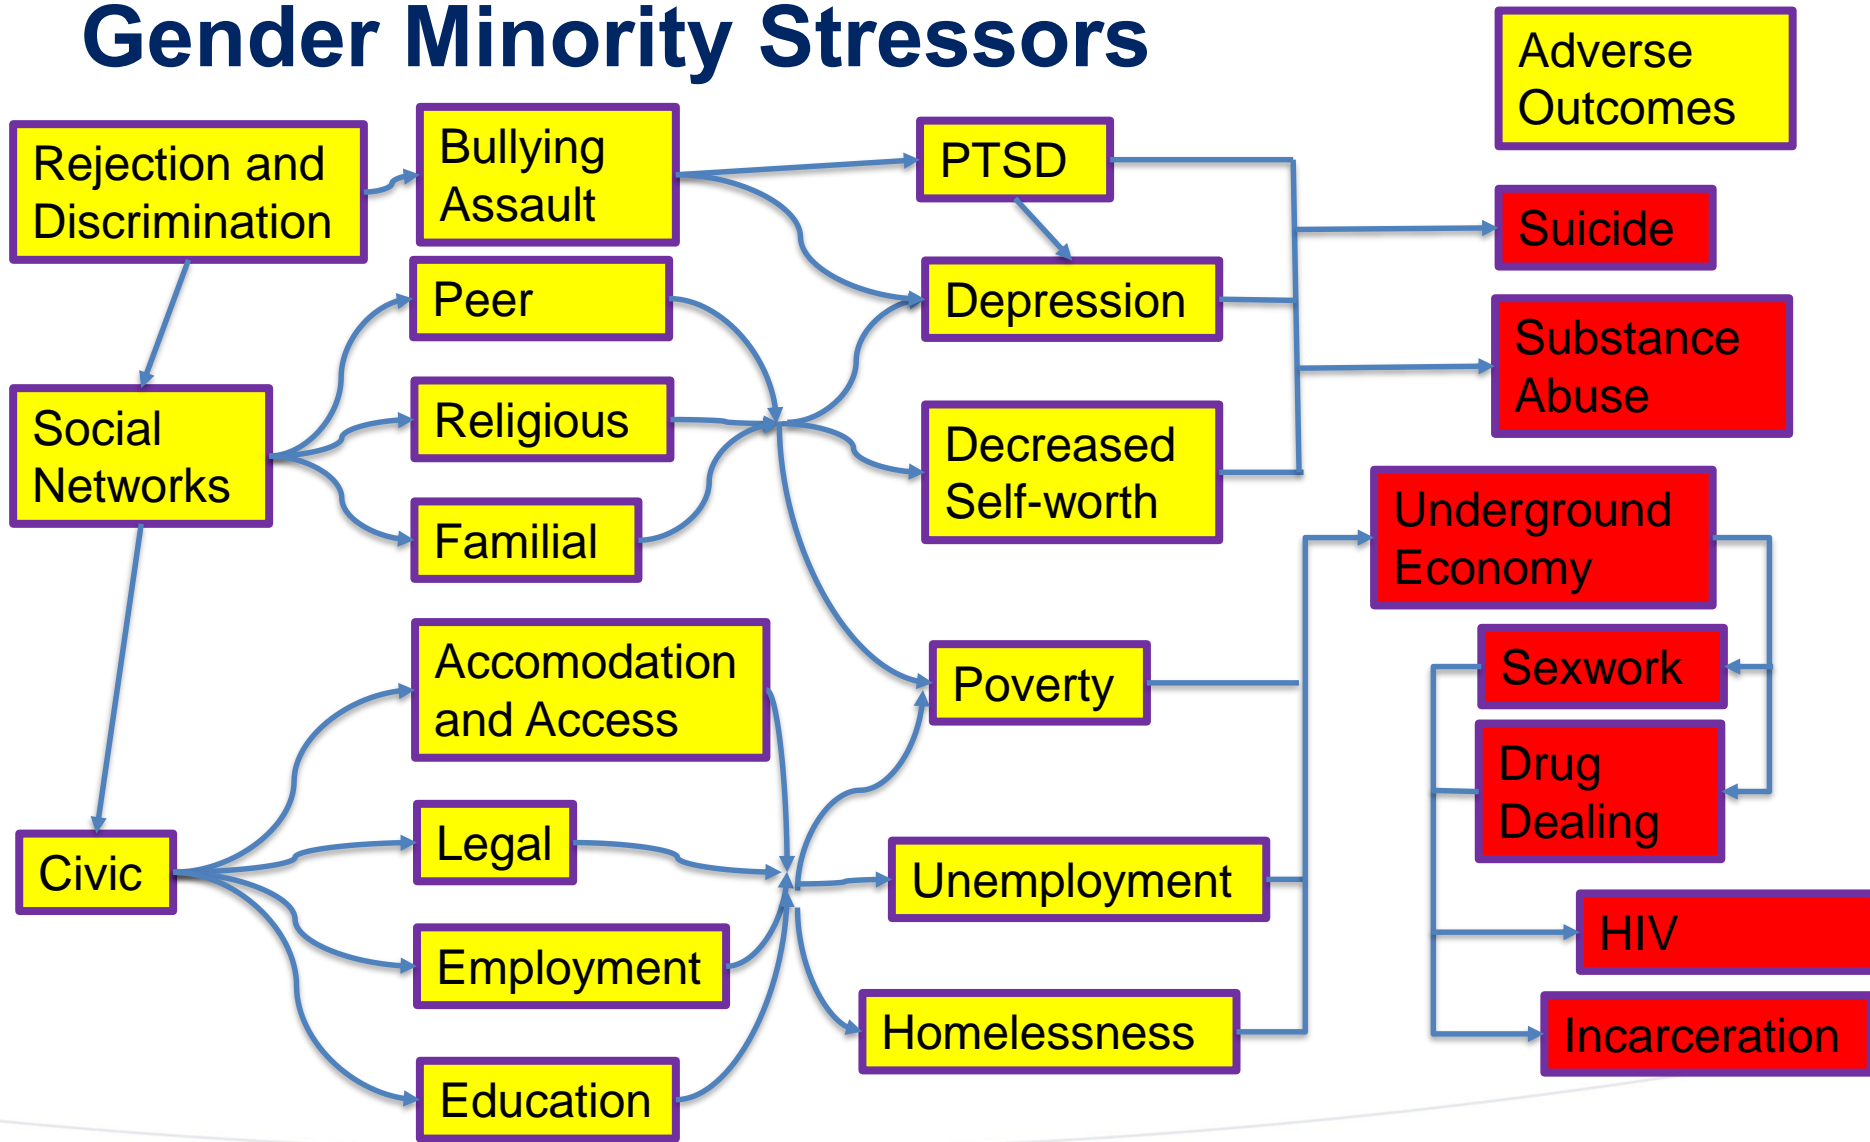 Gender Minority Stressors
Adverse
Outcomes
Rejection and
Discrimination
Bullying
Assault
PTSD
Suicide
Peer
Depression
Substance
Abuse
Social
Networks
Religious
Decreased
Self-worth
Familial
Underground
Economy
Accomodation
and Access
Poverty
Sexwork
Drug
Dealing
Civic
Legal
Unemployment
HIV
Employment
Homelessness
Incarceration
Education